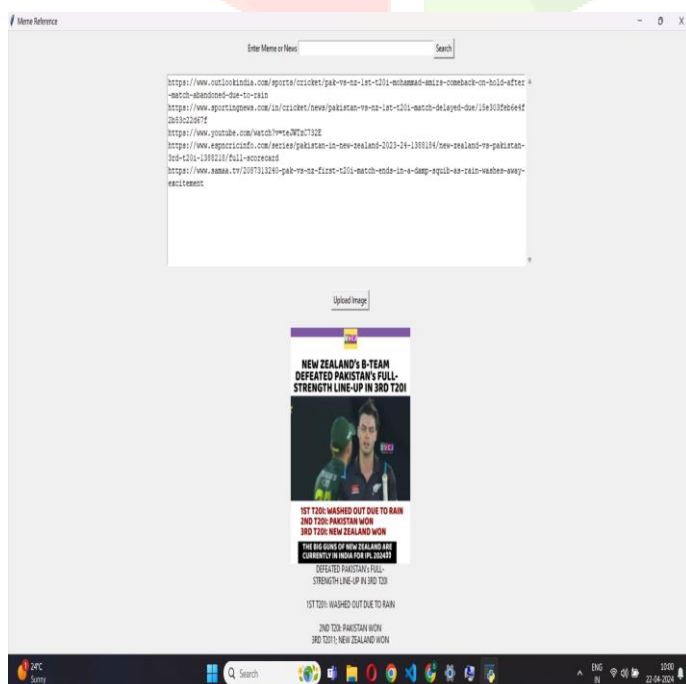 Meme Reference
Enter Meme or News
Search
https://www.outlookindia.com/sports/cricket/pak-vs-nz-1st-t20i-mohammad-amirs-comeback-on-hold-after
-match-abandoned-due-to-rain
https://www.sportingnews.com/in/cricket/news/pakistan-vs-nz-1st-t20i-match-delayed-due/15e303feb6e4f
2b53c22d67f
https://www.youtube.com/watch?v=teJWTzC732E
https://www.espncricinfo.com/series/pakistan-in-new-zealand-2023-24-1388184/new-zealand-vs-pakistan-
3rd-t20i-1388218/full-scorecard
https://www.samaa.tv/2087313240-pak-vs-nz-first-t20i-match-ends-in-a-damp-squib-as-rain-washes-away-
excitement
Upload Image
NEW ZEALAND's B-TEAM
DEFEATED PAKISTAN's FULL-
STRENGTH LINE-UP IN 3RD T20I
1ST T20I: WASHED OUT DUE TO RAIN
2ND T20I: PAKISTAN WON
3RD T20I: NEW ZEALAND WON
THE BIG GUNS OF NEW ZEALAND ARE
CURRENTLY IN INDIA FOR IPL 2024
DEFEATED PAKISTAN's FULL-
STRENGTH LINE-UP IN 3RD T20I
1ST T20I: WASHED OUT DUE TO RAIN
2ND T20I: PAKISTAN WON
3RD T2011; NEW ZEALAND WON
24°C
Sunny
Search
ENG
IN
10:00
22-04-2024